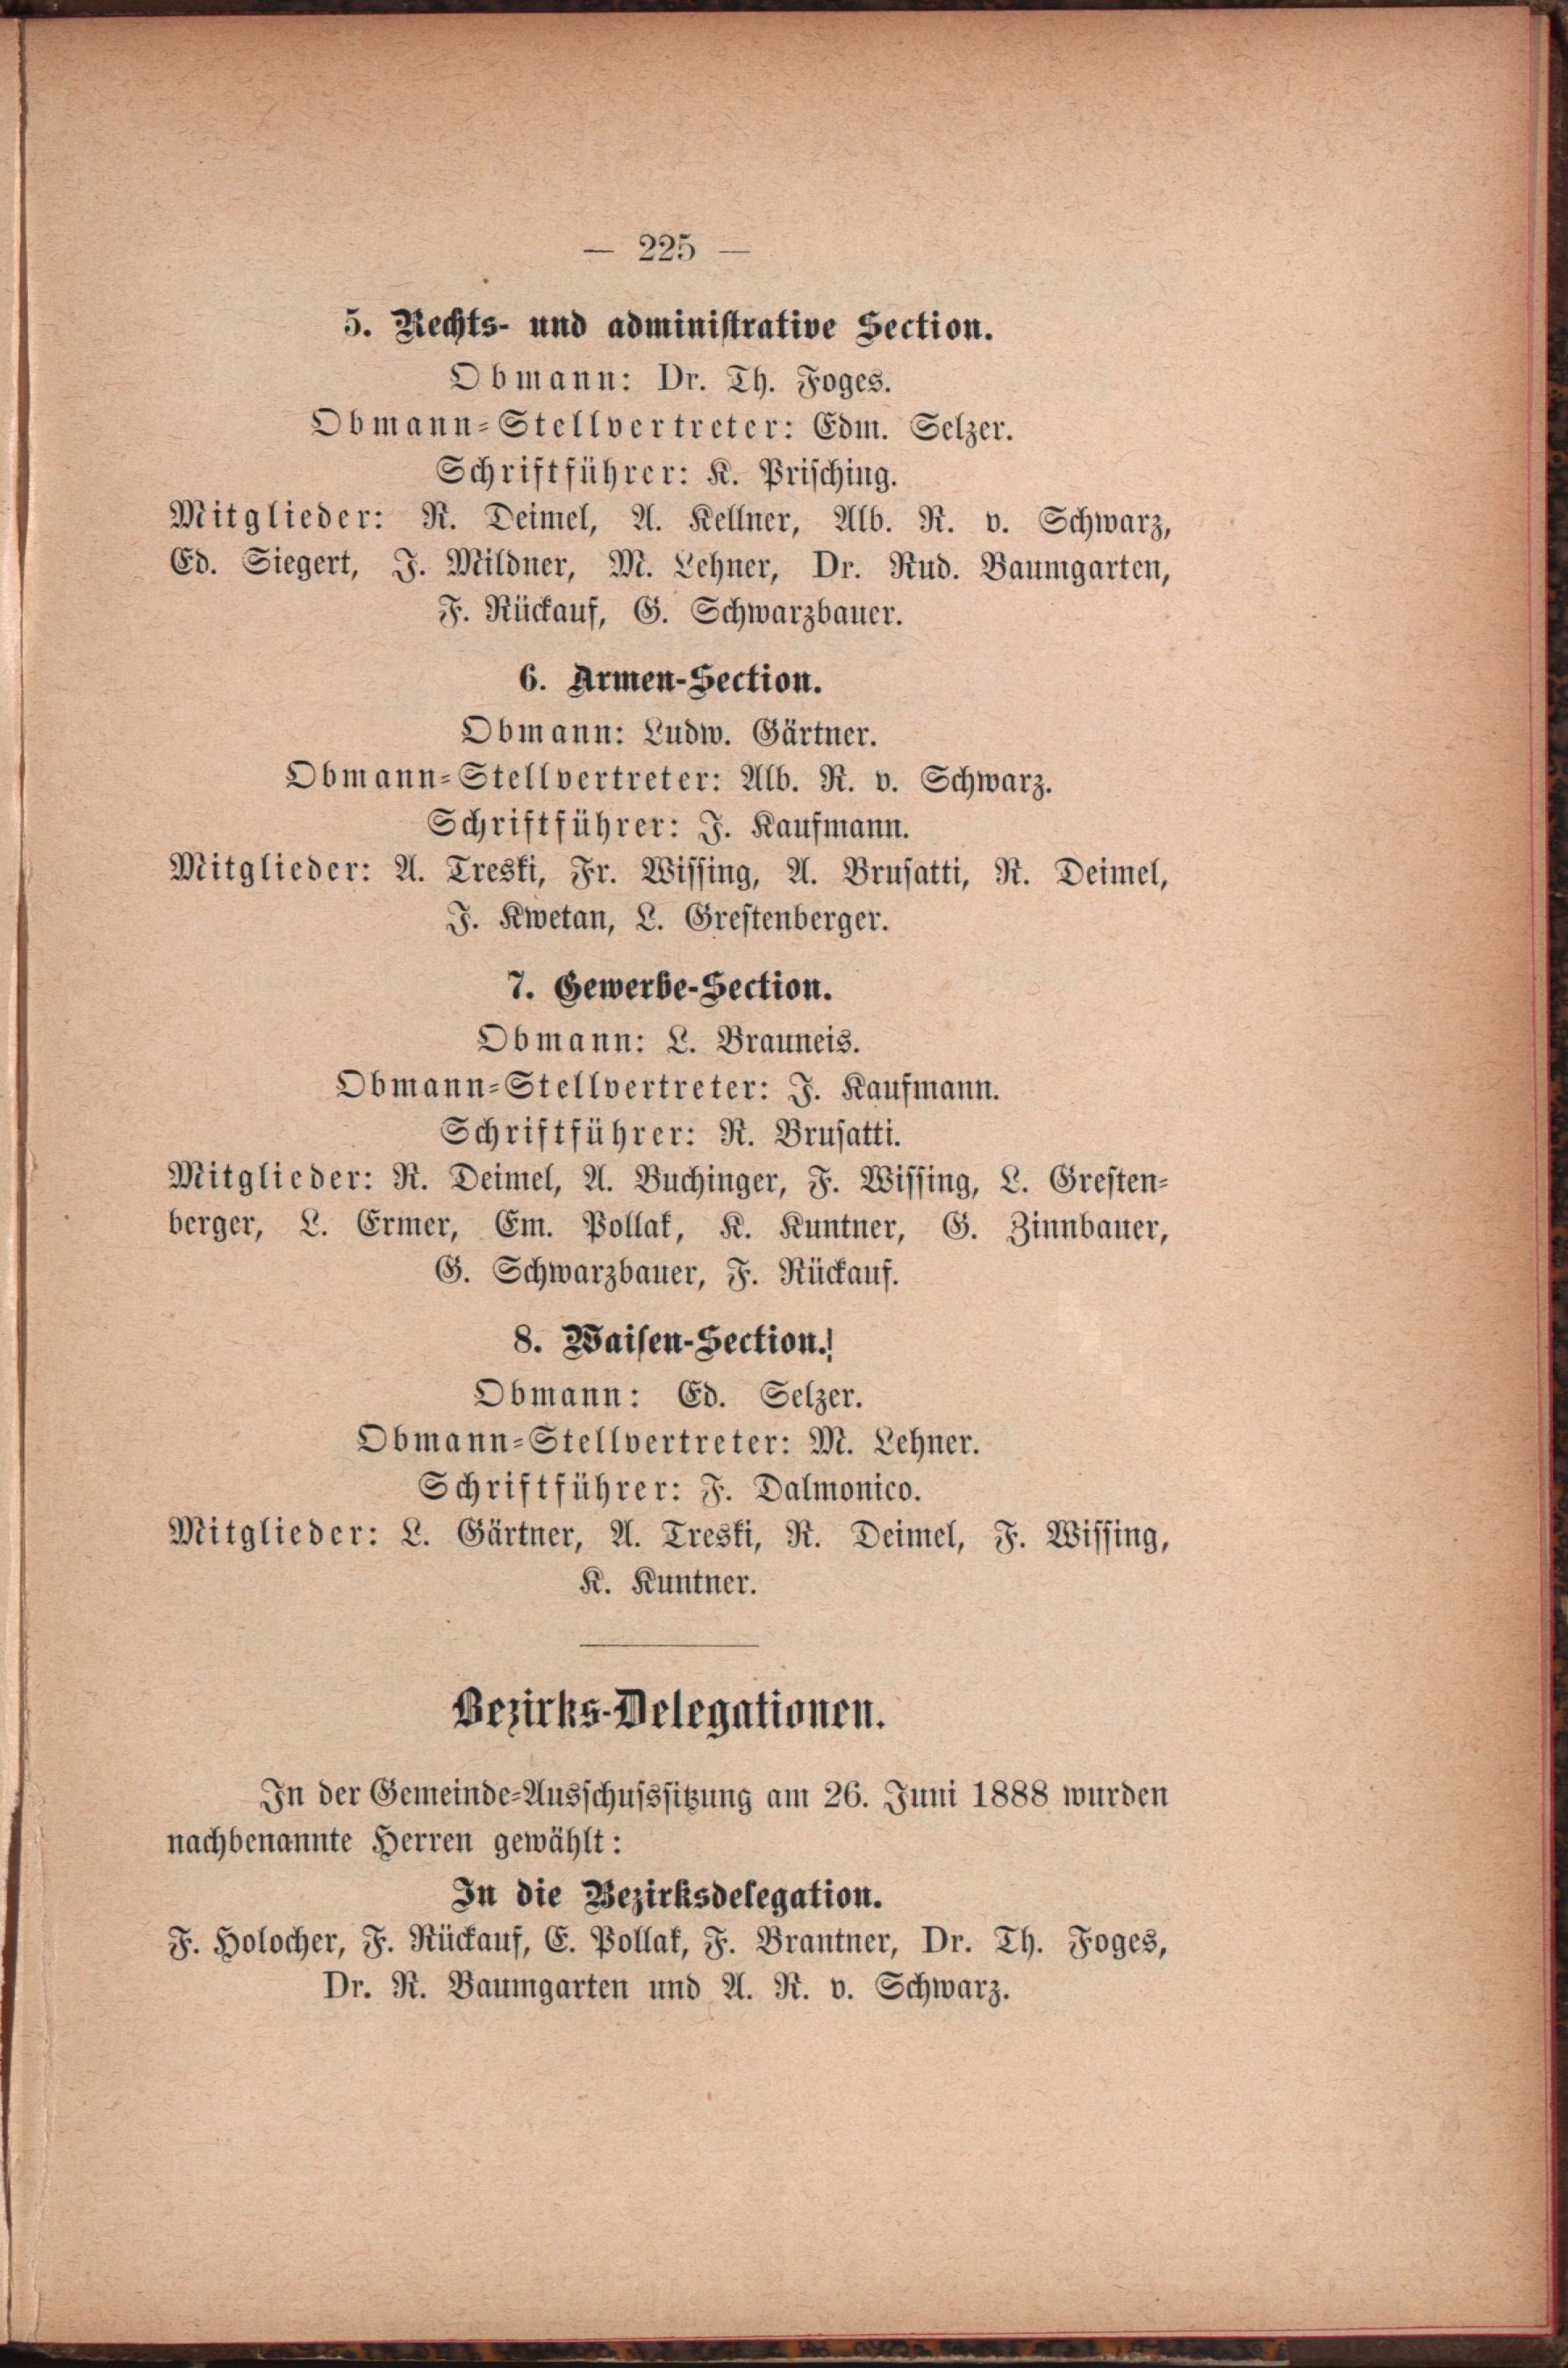 — 225 —
5. Rechts- und administrative Section.
Obmann: Dr. Th. Foges.
Obmann-Stellvertreter: Edm. Selzer.
Schriftführer: K. Prisching.
Mitglieder: R. Deimel, A. Kellner, Alb. R. v. Schwarz,
Ed. Siegert, J. Mildner, M. Lehner, Dr. Rud. Baumgarten,
F. Rückauf, G. Schwarzbauer.
6. Armen-Section.
Obmann: Ludw. Gärtner.
Obmann-Stellvertreter: Alb. R. v. Schwarz.
Schriftführer: J. Kaufmann.
Mitglieder: A. Treski, Fr. Wissing, A. Brusatti, R. Deimel,
J. Kwetan, L. Grestenberger.
7. Gewerbe-Section.
Obmann: L. Brauneis.
Obmann-Stellvertreter: J. Kaufmann.
Schriftführer: R. Brusatti.
Mitglieder: R. Deimel, A. Buchinger, F. Wissing, L. Gresten-
berger, L. Ermer, Em. Pollak, K. Kuntner, G. Zinnbauer,
G. Schwarzbauer, F. Rückauf.
8. Waisen-Section.
Obmann: Ed. Selzer.
Obmann-Stellvertreter: M. Lehner.
Schriftführer: F. Dalmonico.
Mitglieder: L. Gärtner, A. Treski, R. Deimel, F. Wissing,
K. Kuntner.
Bezirks-Delegationen.
In der Gemeinde-Ausschusssitzung am 26. Juni 1888 wurden
nachbenannte Herren gewählt:
In die Bezirksdelegation.
F. Holocher, F. Rückauf, E. Pollak, F. Brantner, Dr. Th. Foges,
Dr. R. Baumgarten und A. R. v. Schwarz.